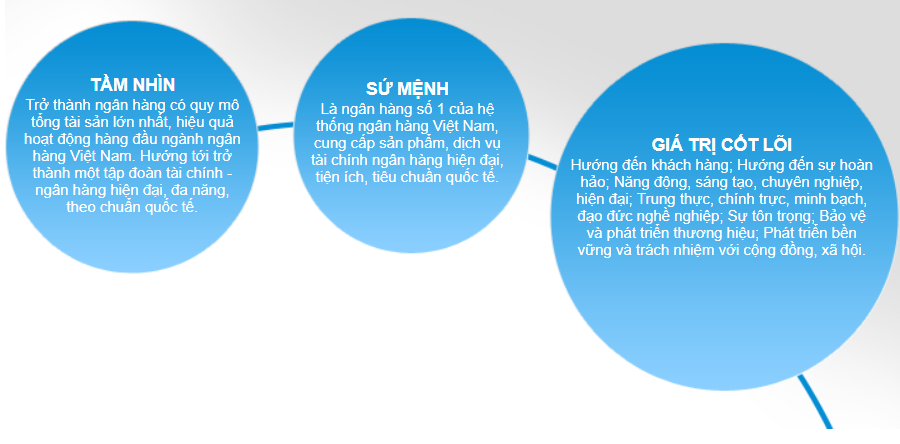 TẦM NHÌN
Trở thành ngân hàng có quy mô
tổng tài sản lớn nhất, hiệu quả
hoạt động hàng đầu ngành ngân
hàng Việt Nam. Hướng tới trở
thành một tập đoàn tài chính -
ngân hàng hiện đại, đa năng,
theo chuẩn quốc tế.
SỨ MỆNH
Là ngân hàng số 1 của hệ
thống ngân hàng Việt Nam,
cung cấp sản phẩm, dịch vụ
tài chính ngân hàng hiện đại,
tiện ích, tiêu chuẩn quốc tế.
GIÁ TRỊ CỐT LÕI
Hướng đến khách hàng; Hướng đến sự hoàn
hảo; Năng động, sáng tạo, chuyên nghiệp,
hiện đại; Trung thực, chính trực, minh bạch,
đạo đức nghề nghiệp; Sự tôn trọng; Bảo vệ
và phát triển thương hiệu; Phát triển bền
vững và trách nhiệm với cộng đồng, xã hội.